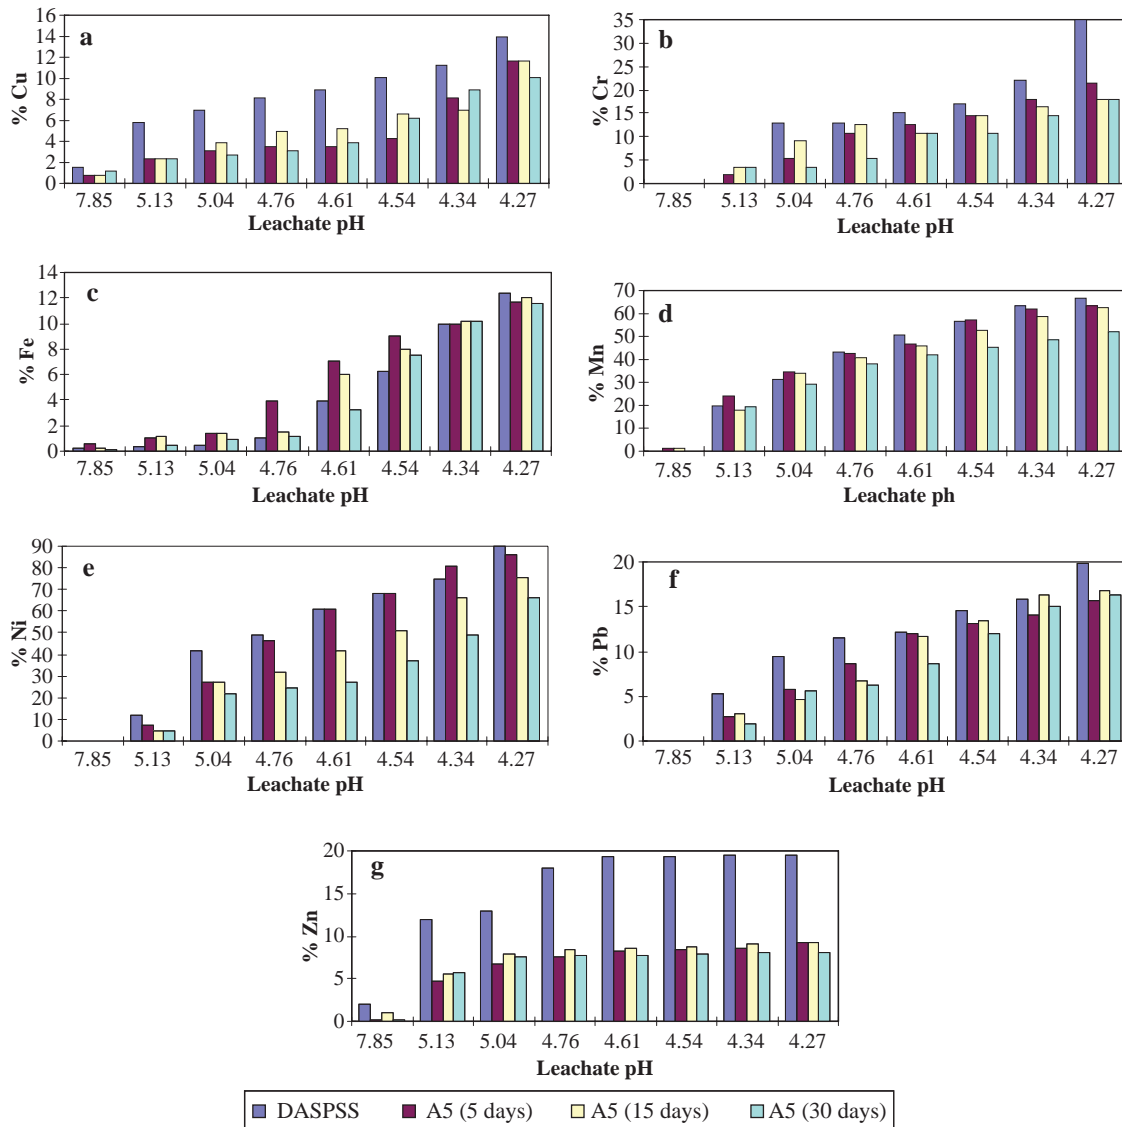 a
% Cu
16
14
12
10
8
6
4
2
0
7.85 5.13 5.04 4.76 4.61 4.54 4.34 4.27
Leachate pH
b
% Cr
35
30
25
20
15
10
5
0
7.85 5.13 5.04 4.76 4.61 4.54 4.34 4.27
Leachate pH
c
% Fe
14
12
10
8
6
4
2
0
7.85 5.13 5.04 4.76 4.61 4.54 4.34 4.27
Leachate pH
d
% Mn
70
60
50
40
30
20
10
0
7.85 5.13 5.04 4.76 4.61 4.54 4.34 4.27
Leachate ph
e
% Ni
90
80
70
60
50
40
30
20
10
0
7.85 5.13 5.04 4.76 4.61 4.54 4.34 4.27
Leachate pH
f
% Pb
20
15
10
5
0
7.85 5.13 5.04 4.76 4.61 4.54 4.34 4.27
Leachate pH
g
% Zn
20
15
10
5
0
7.85 5.13 5.04 4.76 4.61 4.54 4.34 4.27
Leachate pH
DASPSS A5 (5 days) A5 (15 days) A5 (30 days)